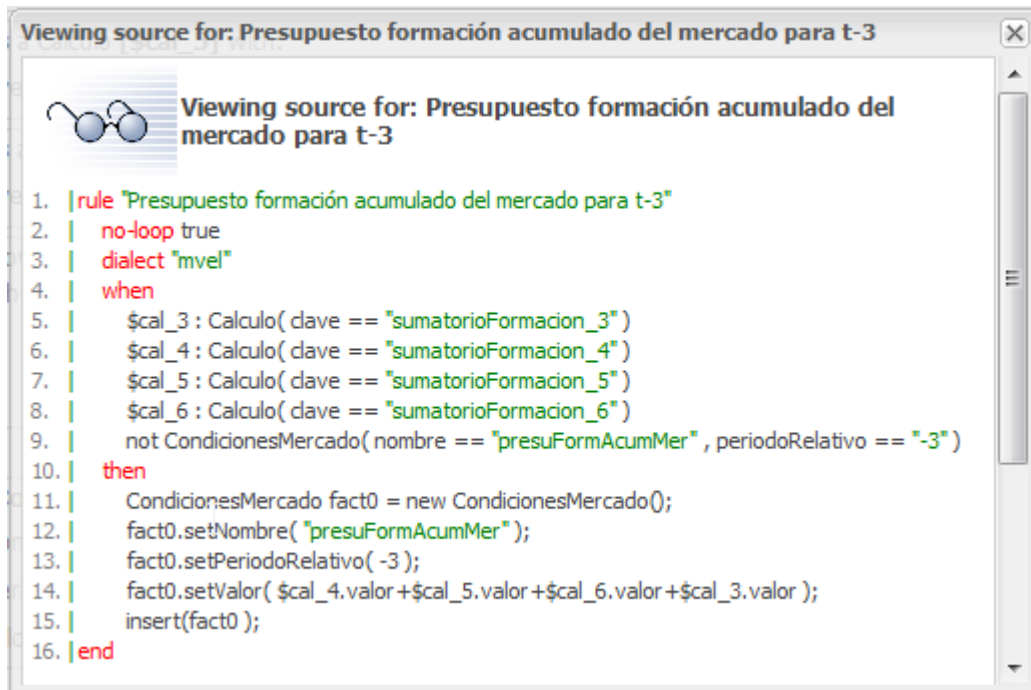 Viewing source for: Presupuesto formación acumulado del mercado para t-3
Viewing source for: Presupuesto formación acumulado del
mercado para t-3
1. |rule "Presupuesto formación acumulado del mercado para t-3"
2. | no-loop true
3. | dialect "mvel"
4. | when
5. | $cal_3 : Calculo( clave == "sumatorioFormacion_3" )
6. | $cal_4 : Calculo( clave == "sumatorioFormacion_4" )
7. | $cal_5 : Calculo( clave == "sumatorioFormacion_5" )
8. | $cal_6 : Calculo( clave == "sumatorioFormacion_6" )
9. | not CondicionesMercado( nombre == "presuFormAcumMer" , periodoRelativo == "-3" )
10. | then
11. | CondicionesMercado fact0 = new CondicionesMercado();
12. | fact0.setNombre( "presuFormAcumMer" );
13. | fact0.setPeriodoRelativo( -3 );
14. | fact0.setValor( $cal_4.valor+$cal_5.valor+$cal_6.valor+$cal_3.valor );
15. | insert(fact0 );
16. |end